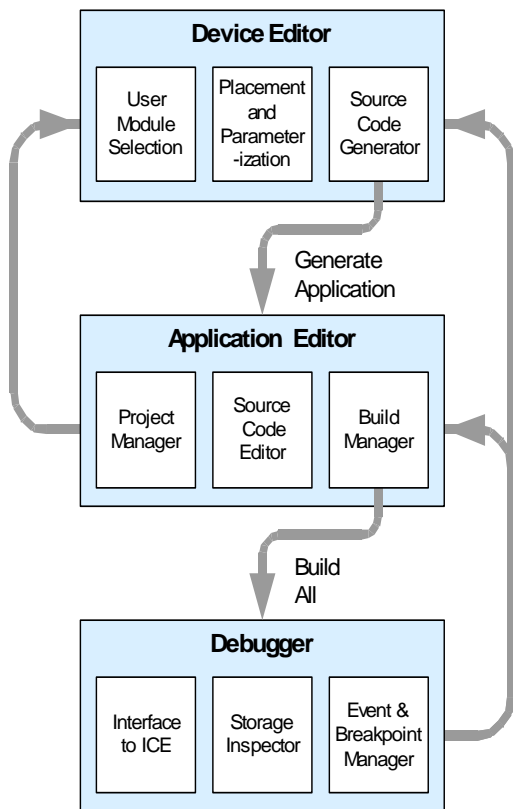 Device Editor
User
Module
Selection
Placement
and
Parameter
-ization
Source
Code
Generator
Generate
Application
Application Editor
Project
Manager
Source
Code
Editor
Build
Manager
Build
All
Debugger
Interface
to ICE
Storage
Inspector
Event &
Breakpoint
Manager